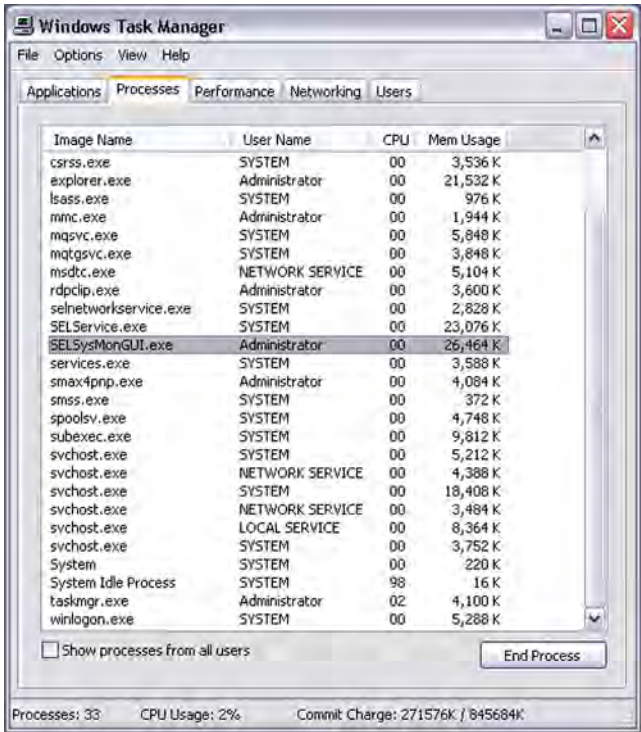 Windows Task Manager
File Options View Help
Applications Processes Performance Networking Users
Image Name User Name CPU Mem Usage
csrss.exe SYSTEM 00 3,536 K
explorer.exe Administrator 00 21,532 K
lsass.exe SYSTEM 00 976 K
mmc.exe Administrator 00 1,944 K
mqsvc.exe SYSTEM 00 5,848 K
mqtgsvc.exe SYSTEM 00 3,848 K
msdtc.exe NETWORK SERVICE 00 5,104 K
rdpclip.exe Administrator 00 3,600 K
selnetworkservice.exe SYSTEM 00 2,828 K
SELService.exe SYSTEM 00 23,076 K
SELSysMonGUI.exe Administrator 00 26,464 K
services.exe SYSTEM 00 3,588 K
smax4pnp.exe Administrator 00 4,084 K
smss.exe SYSTEM 00 372 K
spoolsv.exe SYSTEM 00 4,748 K
subexec.exe SYSTEM 00 9,812 K
svchost.exe SYSTEM 00 5,212 K
svchost.exe NETWORK SERVICE 00 4,388 K
svchost.exe SYSTEM 00 18,408 K
svchost.exe NETWORK SERVICE 00 3,484 K
svchost.exe LOCAL SERVICE 00 8,364 K
svchost.exe SYSTEM 00 3,752 K
System SYSTEM 00 220 K
System Idle Process SYSTEM 98 16 K
taskmgr.exe Administrator 02 4,100 K
winlogon.exe SYSTEM 00 5,288 K
Show processes from all users
End Process
Processes: 33 CPU Usage: 2% Commit Charge: 271576K / 845684K